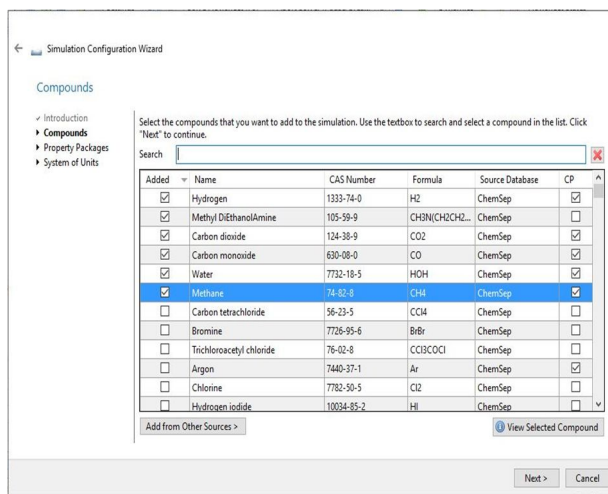 Simulation Configuration Wizard
Compounds
Introduction
Compounds
Property Packages
System of Units
Select the compounds that you want to add to the simulation. Use the textbox to search and select a compound in the list. Click
"Next" to continue.
Search
Added Name CAS Number Formula Source Database CP
Hydrogen 1333-74-0 H2 ChemSep
Methyl DiEthanolAmine 105-59-9 CH3N(CH2CH2... ChemSep
Carbon dioxide 124-38-9 CO2 ChemSep
Carbon monoxide 630-08-0 CO ChemSep
Water 7732-18-5 HOH ChemSep
Methane 74-82-8 CH4 ChemSep
Carbon tetrachloride 56-23-5 CCl4 ChemSep
Bromine 7726-95-6 BrBr ChemSep
Trichloroacetyl chloride 76-02-8 CCl3COCl ChemSep
Argon 7440-37-1 Ar ChemSep
Chlorine 7782-50-5 Cl2 ChemSep
Hydrogen iodide 10034-85-2 HI ChemSep
Add from Other Sources >
View Selected Compound
Next >
Cancel